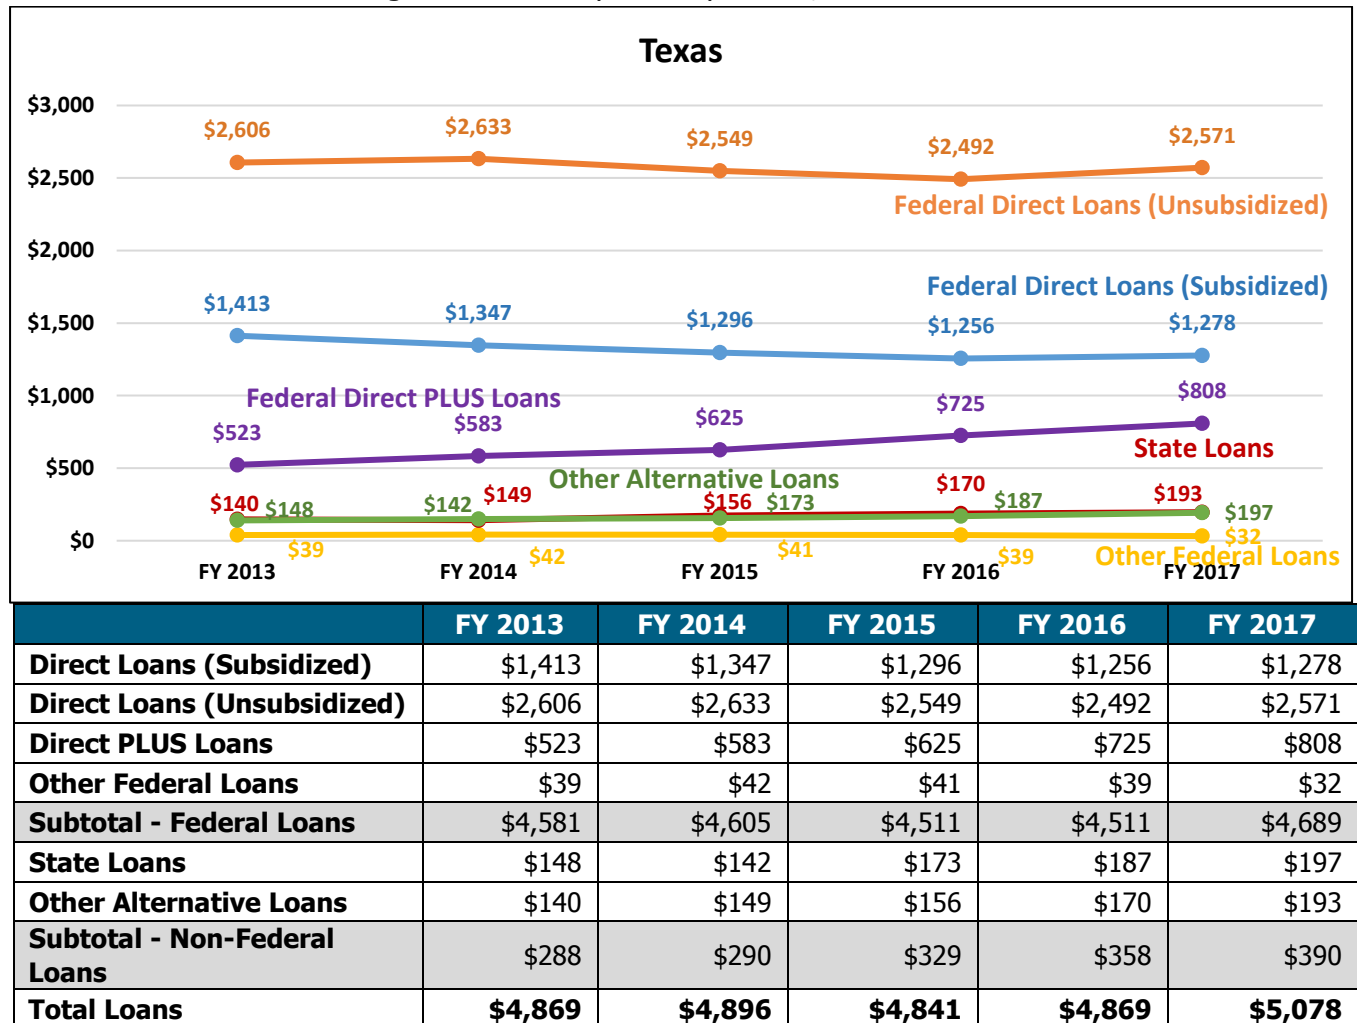 Texas
$3,000
$2,606 $2,633 $2,549 $2,492 $2,571
$2,500
Federal Direct Loans (Unsubsidized)
$2,000
Federal Direct Loans (Subsidized)
$1,413 $1,347 $1,296 $1,256 $1,278
$1,500
$1,000
Federal Direct PLUS Loans
$523 $583 $625 $725 $808
State Loans
$500
Other Alternative Loans
$140 $148 $142 $149 $156 $173 $170 $187 $193 $197
$0
$39 $42 $41 $39 $32
Other Federal Loans
FY 2013 FY 2014 FY 2015 FY 2016 FY 2017
FY 2013 FY 2014 FY 2015 FY 2016 FY 2017
Direct Loans (Subsidized) $1,413 $1,347 $1,296 $1,256 $1,278
Direct Loans (Unsubsidized) $2,606 $2,633 $2,549 $2,492 $2,571
Direct PLUS Loans $523 $583 $625 $725 $808
Other Federal Loans $39 $42 $41 $39 $32
Subtotal - Federal Loans $4,581 $4,605 $4,511 $4,511 $4,689
State Loans $148 $142 $173 $187 $197
Other Alternative Loans $140 $149 $156 $170 $193
Subtotal - Non-Federal
Loans $288 $290 $329 $358 $390
Total Loans $4,869 $4,896 $4,841 $4,869 $5,078